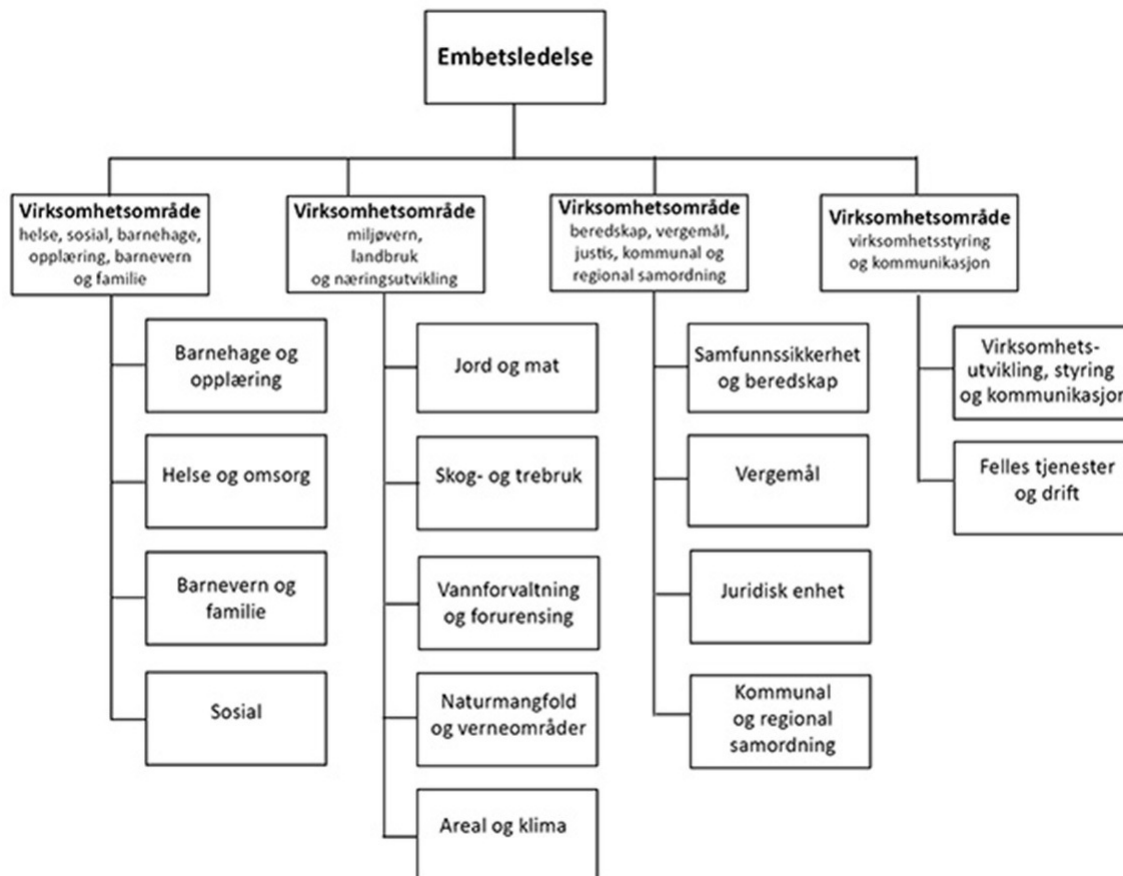 Embetsledelse
Virksomhetsområde
helse, sosial, barnehage,
opplæring, barnevern
og familie
Barnehage og
opplæring
Helse og omsorg
Barnevern og
familie
Sosial
Virksomhetsområde
miljøvern,
landbruk
og næringsutvikling
Jord og mat
Skog- og trebruk
Vannforvaltning
og forurensing
Naturmangfold
og verneområder
Areal og klima
Virksomhetsområde
beredskap, vergemål,
justis, kommunal og
regional samordning
Samfunnssikkerhet
og beredskap
Vergemål
Juridisk enhet
Kommunal
og regional
samordning
Virksomhetsområde
virksomhetsstyring
og kommunikasjon
Virksomhets-
utvikling, styring
og kommunikasjon
Felles tjenester
og drift